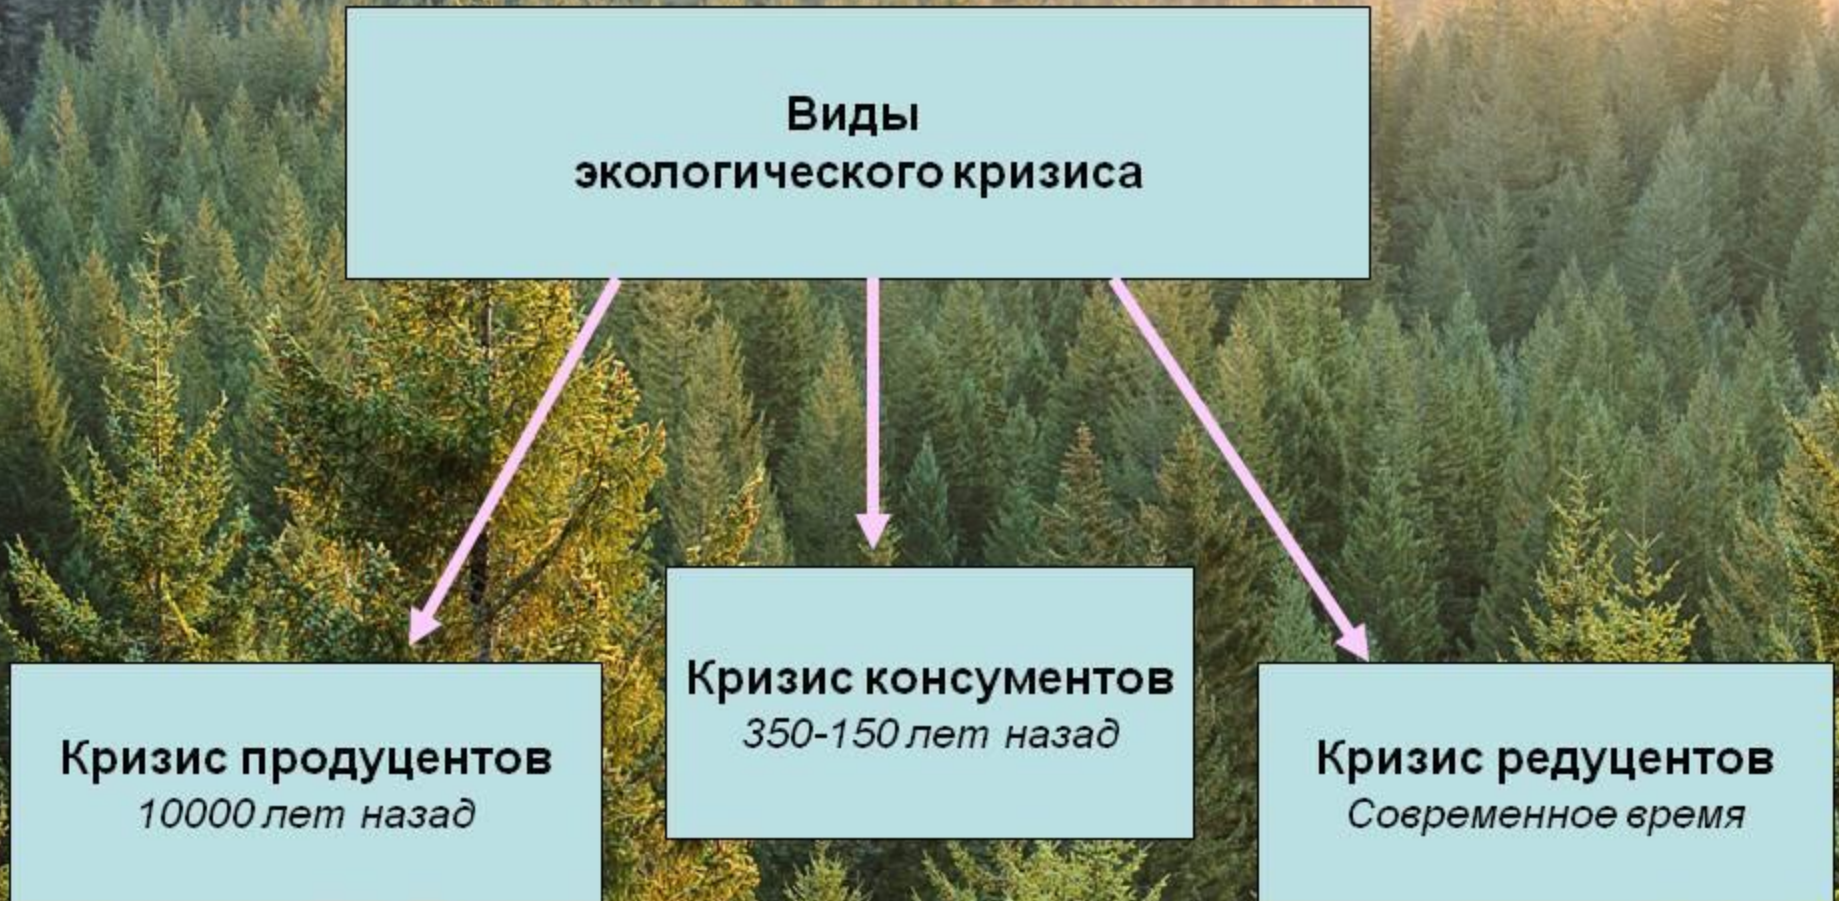 Виды
экологического кризиса
Кризис продуцентов
10000 лет назад
Кризис консументов
350-150 лет назад
Кризис редуцентов
Современное время